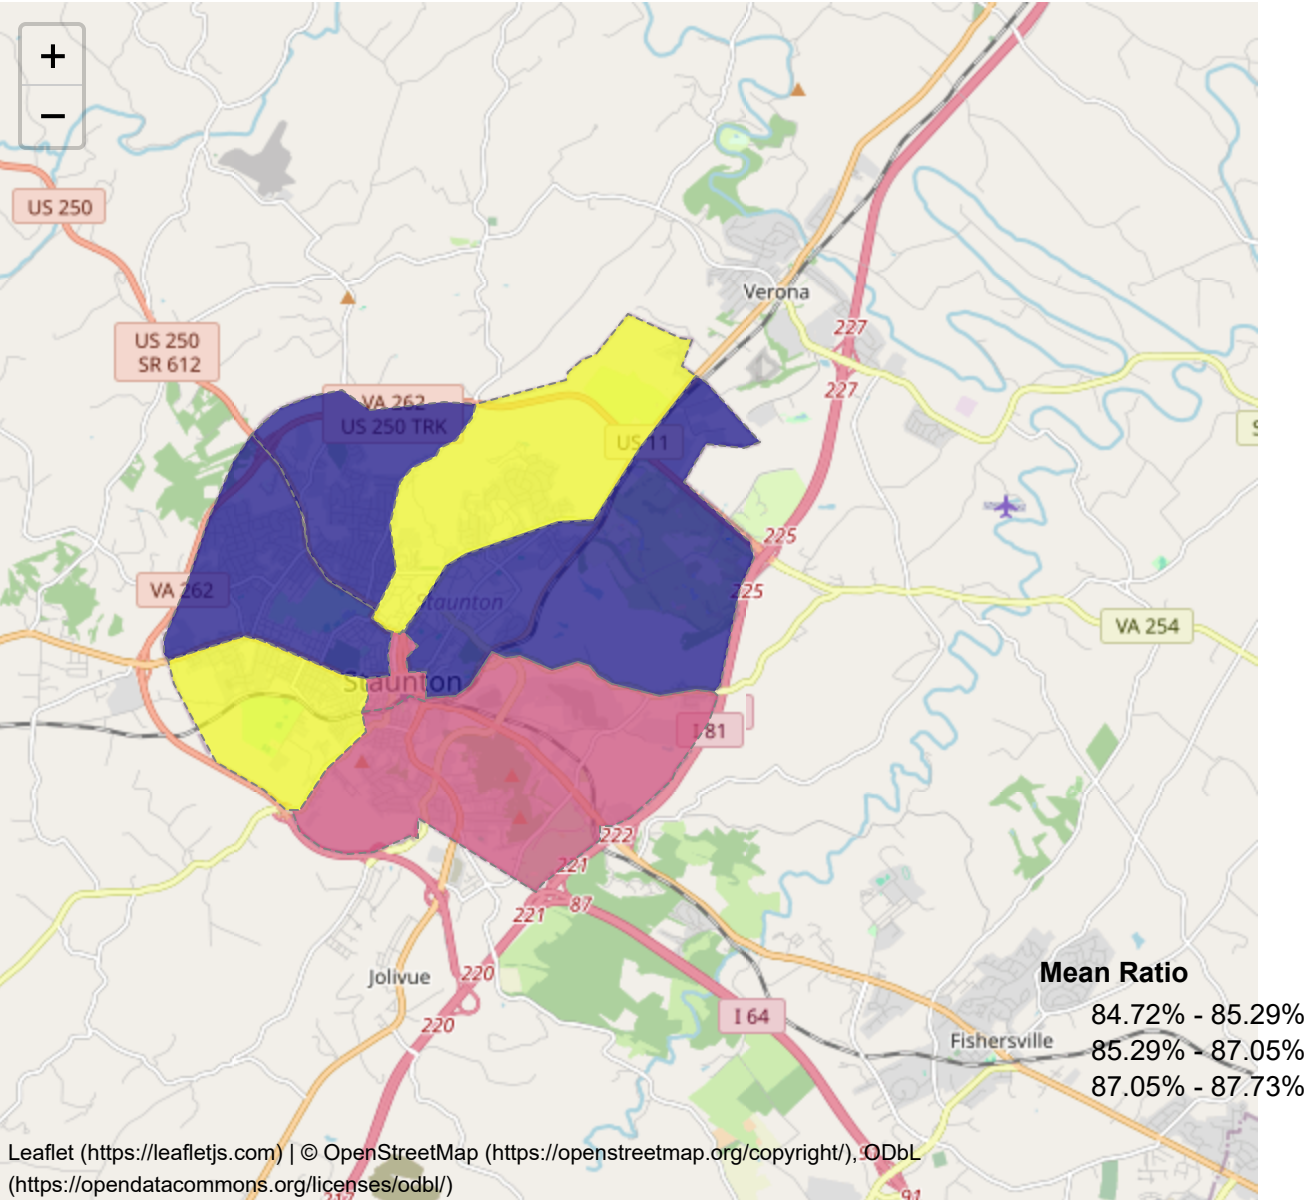 +
−
US 250
US 250
SR 612
Verona
227
227
VA 262
US 250 TRK
US 11
225
225
VA 262
Staunton
VA 254
Staunton
I 81
222
221
87
221
Jolivue
220
220
I 64
Mean Ratio
84.72% - 85.29%
85.29% - 87.05%
87.05% - 87.73%
Fishersville
Leaflet (https://leafletjs.com) | © OpenStreetMap (https://openstreetmap.org/copyright/), ODbL
(https://opendatacommons.org/licenses/odbl/)
91